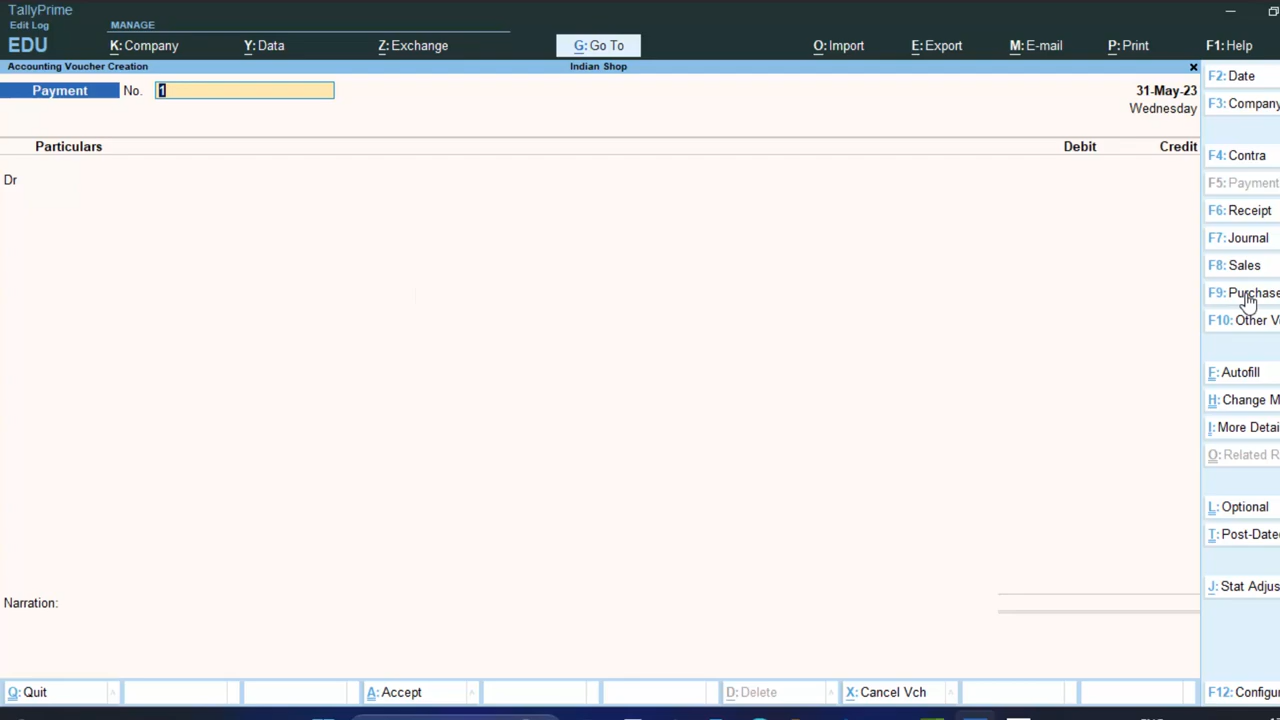 TallyPrime
Edit Log
MANAGE
EDU
K: Company
Y: Data
Z: Exchange
G: Go To
O: Import
E: Export
M: E-mail
P: Print
F1: Help
Accounting Voucher Creation
Indian Shop
x
Payment No. 1
31-May-23
Wednesday
Particulars
Debit
Credit
Dr
Narration:
F2: Date
F3: Company
F4: Contra
F5: Payment
F6: Receipt
F7: Journal
F8: Sales
F9: Purchase
F10: Other V
F: Autofill
H: Change M
I: More Detai
O: Related R
L: Optional
T: Post-Date
J: Stat Adjus
F12: Configur
Q: Quit
A: Accept
D: Delete
X: Cancel Vch